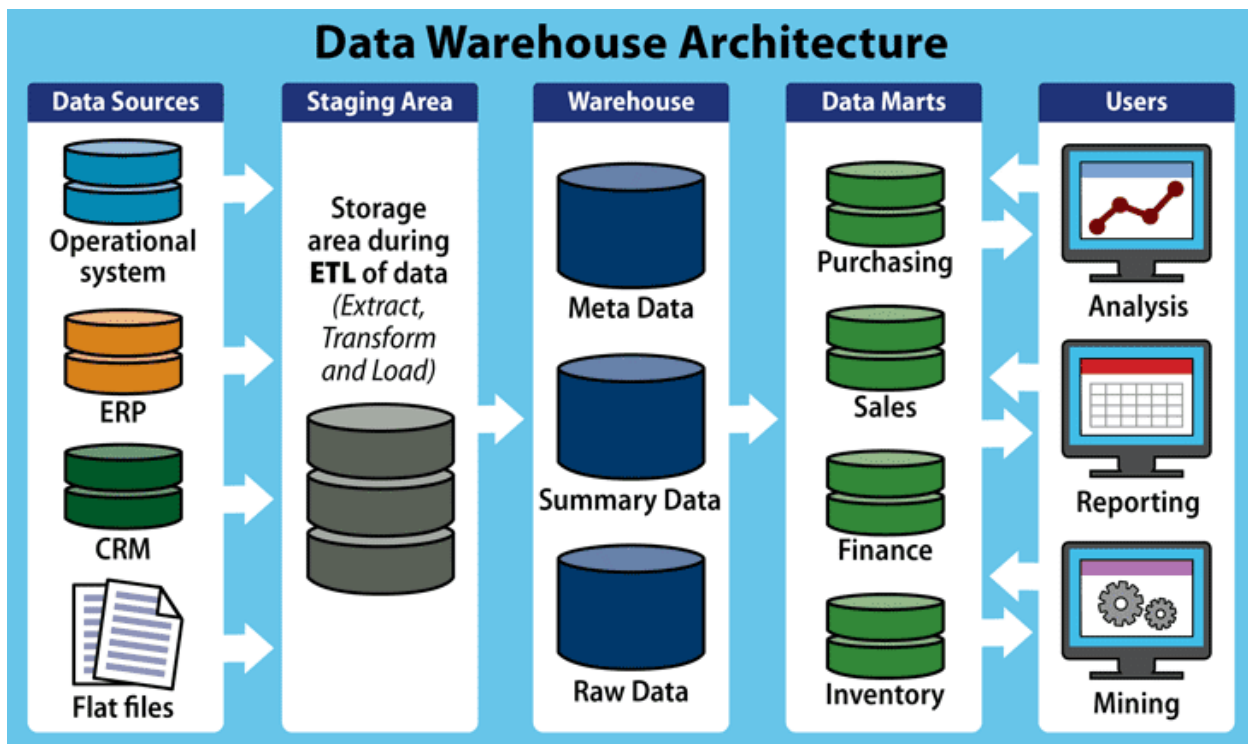 Data Warehouse Architecture
Data Sources
Operational
system
ERP
CRM
Flat files
Staging Area
Storage
area during
ETL of data
(Extract,
Transform
and Load)
Warehouse
Meta Data
Summary Data
Raw Data
Data Marts
Purchasing
Sales
Finance
Inventory
Users
Analysis
Reporting
Mining